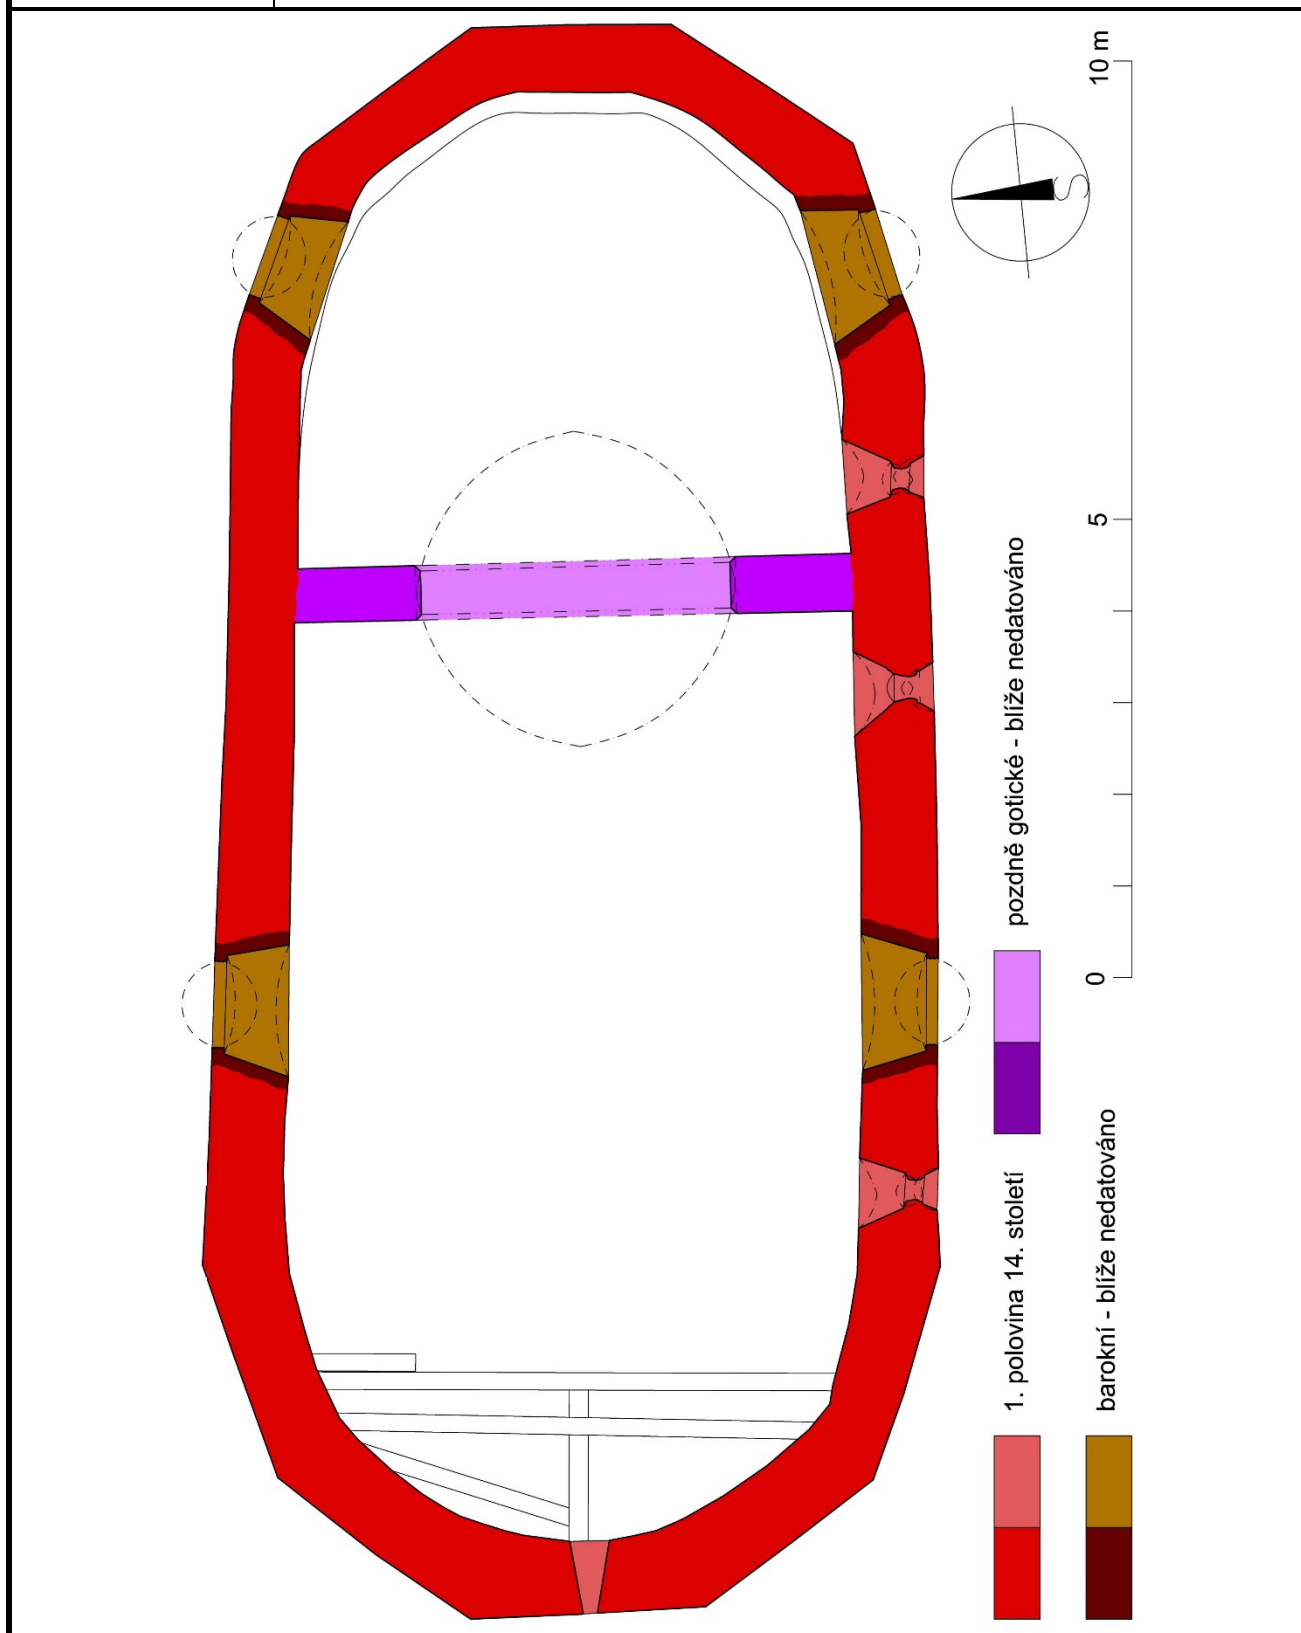 1. polovina 14. století
pozdně gotické - blíže nedatováno
barokní - blíže nedatováno
0
5
10 m
S